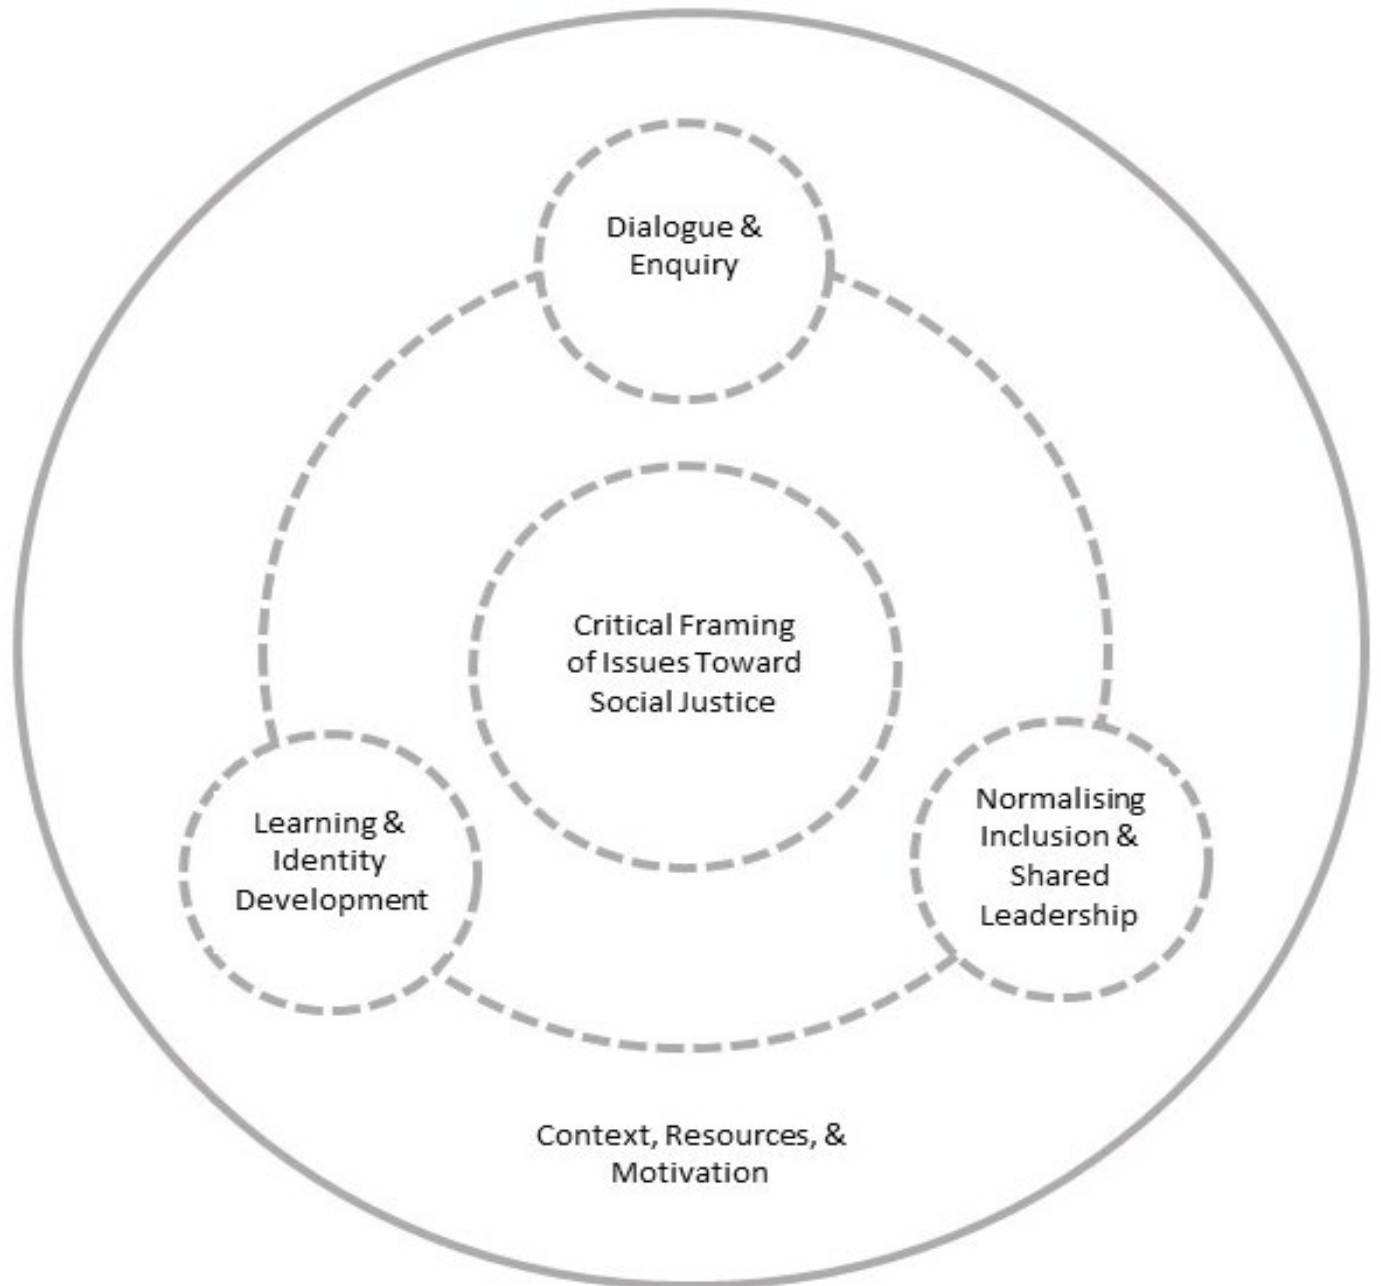 Dialogue &
Enquiry
Critical Framing
of Issues Toward
Social Justice
Learning &
Identity
Development
Normalising
Inclusion &
Shared
Leadership
Context, Resources, &
Motivation